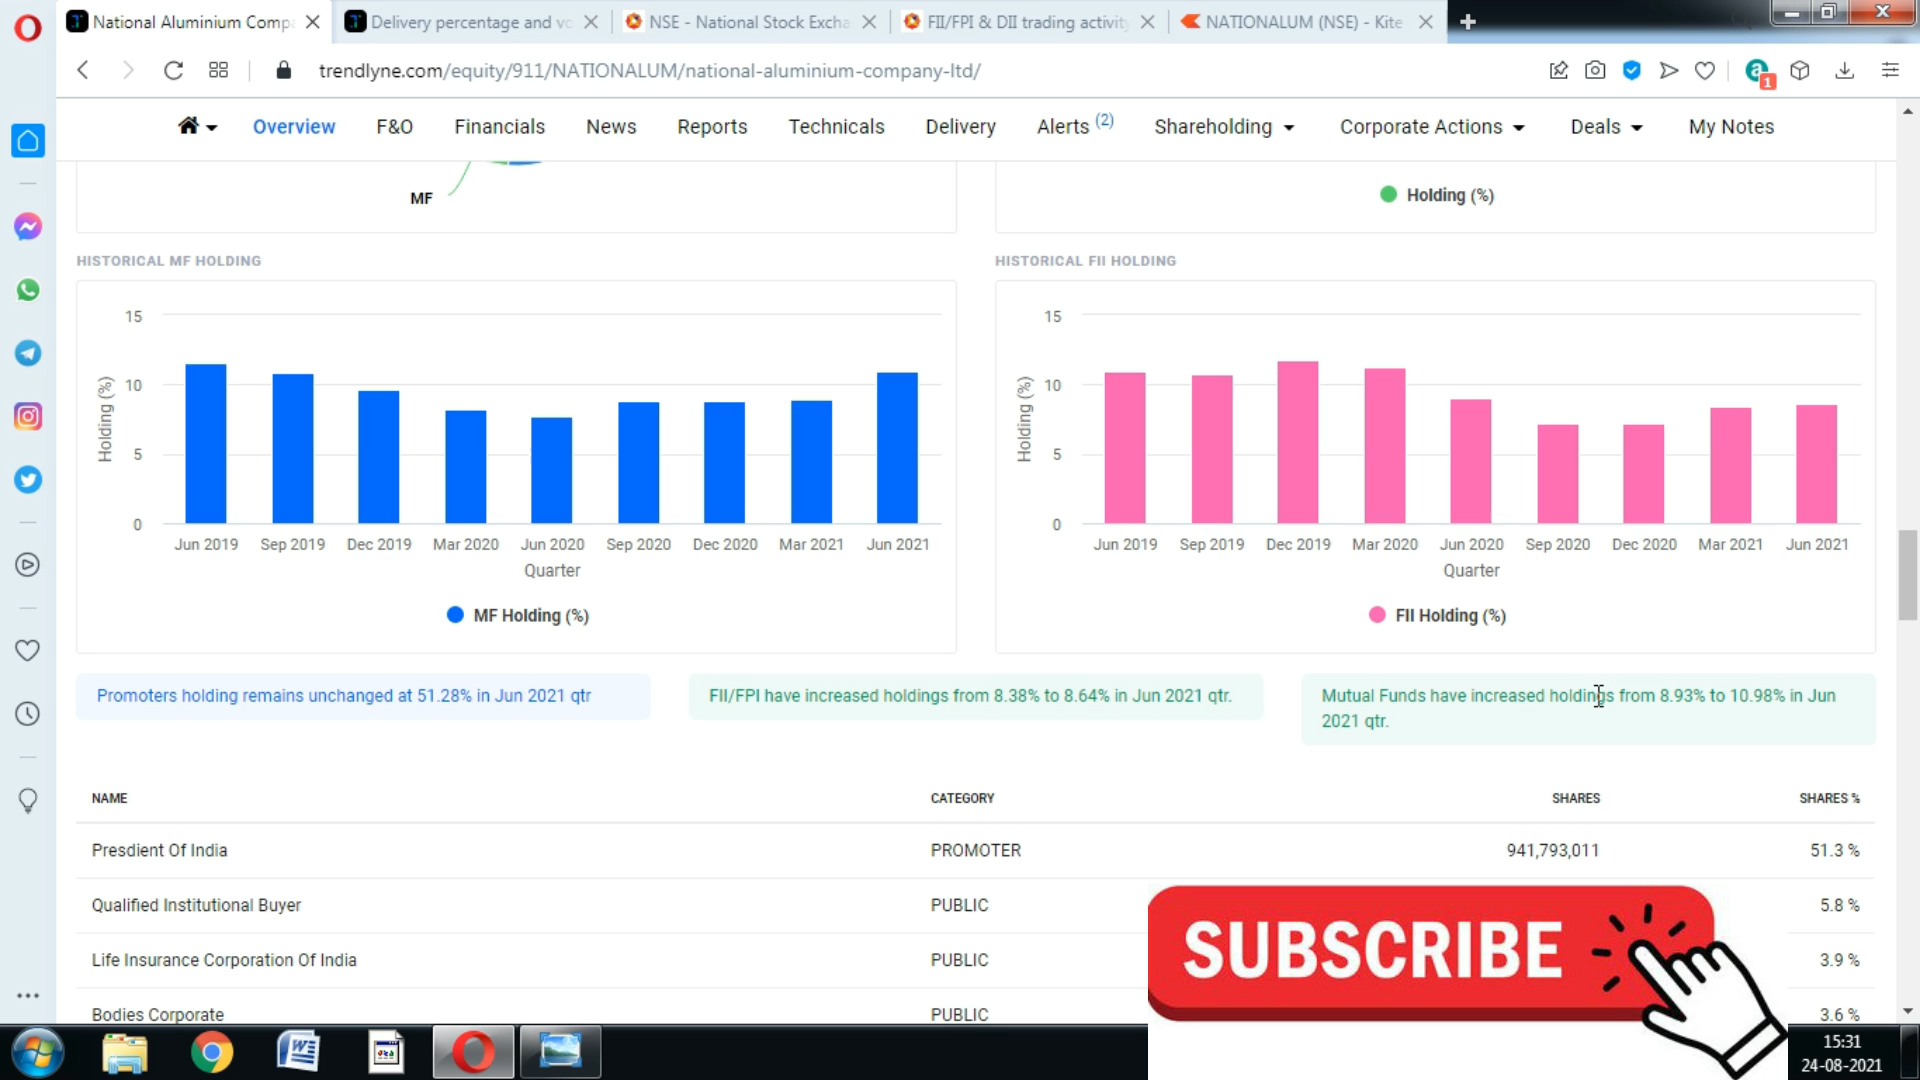 National Aluminium Comp
Delivery percentage and vo
NSE - National Stock Excha
FII/FPI & DII trading activity
NATIONALUM (NSE) - Kite
trendlyne.com/equity/911/NATIONALUM/national-aluminium-company-ltd/
1
Overview F&O Financials News Reports Technicals Delivery Alerts (2) Shareholding Corporate Actions Deals My Notes
MF
Holding (%)
HISTORICAL MF HOLDING
15
10
5
0
Holding (%)
Jun 2019 Sep 2019 Dec 2019 Mar 2020 Jun 2020 Sep 2020 Dec 2020 Mar 2021 Jun 2021
Quarter
MF Holding (%)
HISTORICAL FII HOLDING
15
10
5
0
Holding (%)
Jun 2019 Sep 2019 Dec 2019 Mar 2020 Jun 2020 Sep 2020 Dec 2020 Mar 2021 Jun 2021
Quarter
FII Holding (%)
Promoters holding remains unchanged at 51.28% in Jun 2021 qtr
FII/FPI have increased holdings from 8.38% to 8.64% in Jun 2021 qtr.
Mutual Funds have increased holdings from 8.93% to 10.98% in Jun
2021 qtr.
NAME CATEGORY SHARES SHARES %
Presdient Of India PROMOTER 941,793,011 51.3 %
Qualified Institutional Buyer PUBLIC 5.8 %
Life Insurance Corporation Of India PUBLIC 3.9 %
Bodies Corporate PUBLIC 3.6 %
SUBSCRIBE
15:31
24-08-2021